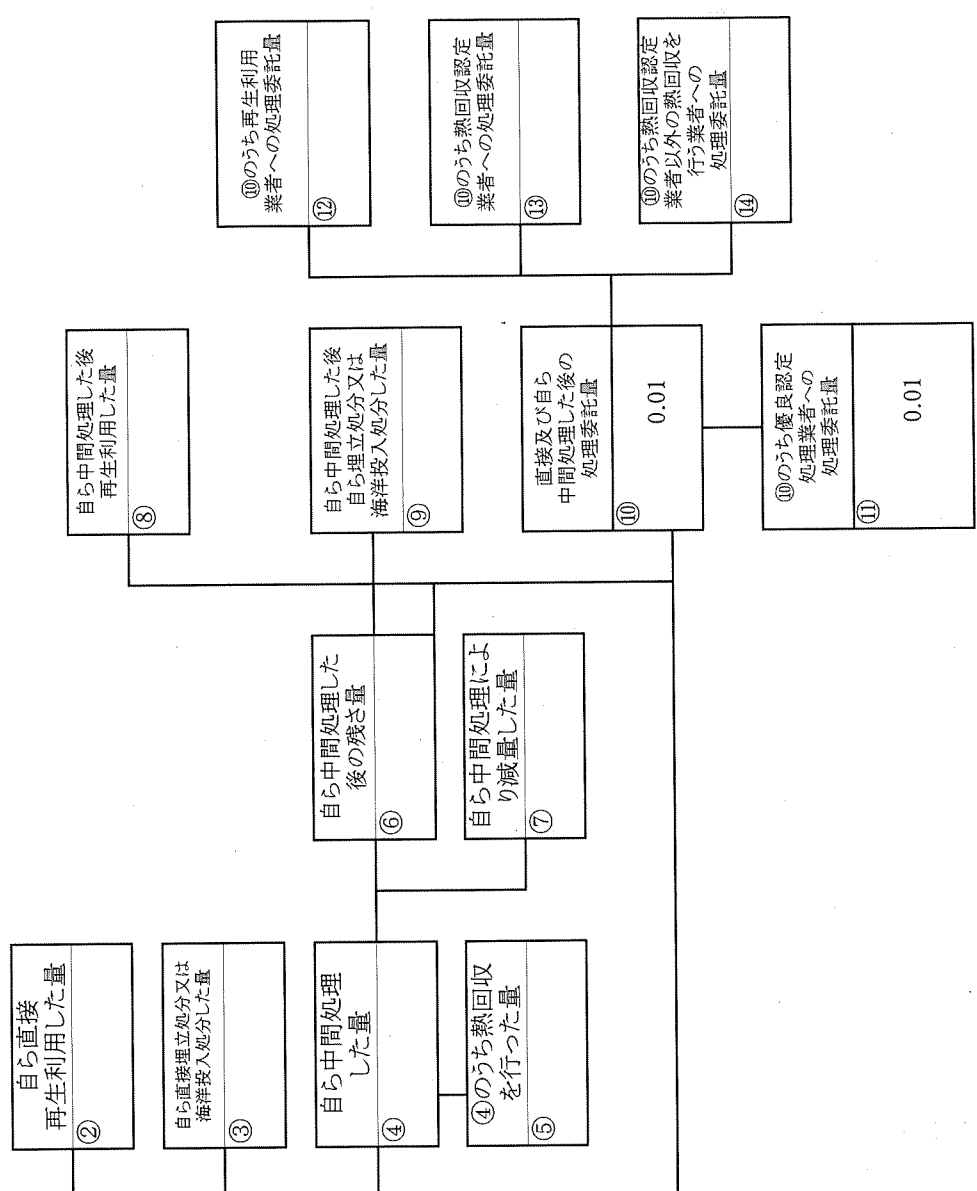 自ら直接
再生利用した量
②
自ら直接埋立処分又は
海洋投入処分した量
③
自ら中間処理
した量
④
④のうち熱回収
を行った量
⑤
自ら中間処理した
後の残さ量
⑥
自ら中間処理によ
り減量した量
⑦
自ら中間処理した後
再生利用した量
⑧
自ら中間処理した後
自ら埋立処分又は
海洋投入処分した量
⑨
直接及び自ら
中間処理した後の
処理委託量
⑩
0.01
⑩のうち優良認定
処理業者への
処理委託量
⑪
0.01
⑩のうち再生利用
業者への処理委託量
⑫
⑩のうち熱回収認定
業者への処理委託量
⑬
⑩のうち熱回収認定
業者以外の熱回収を
行う業者への
処理委託量
⑭